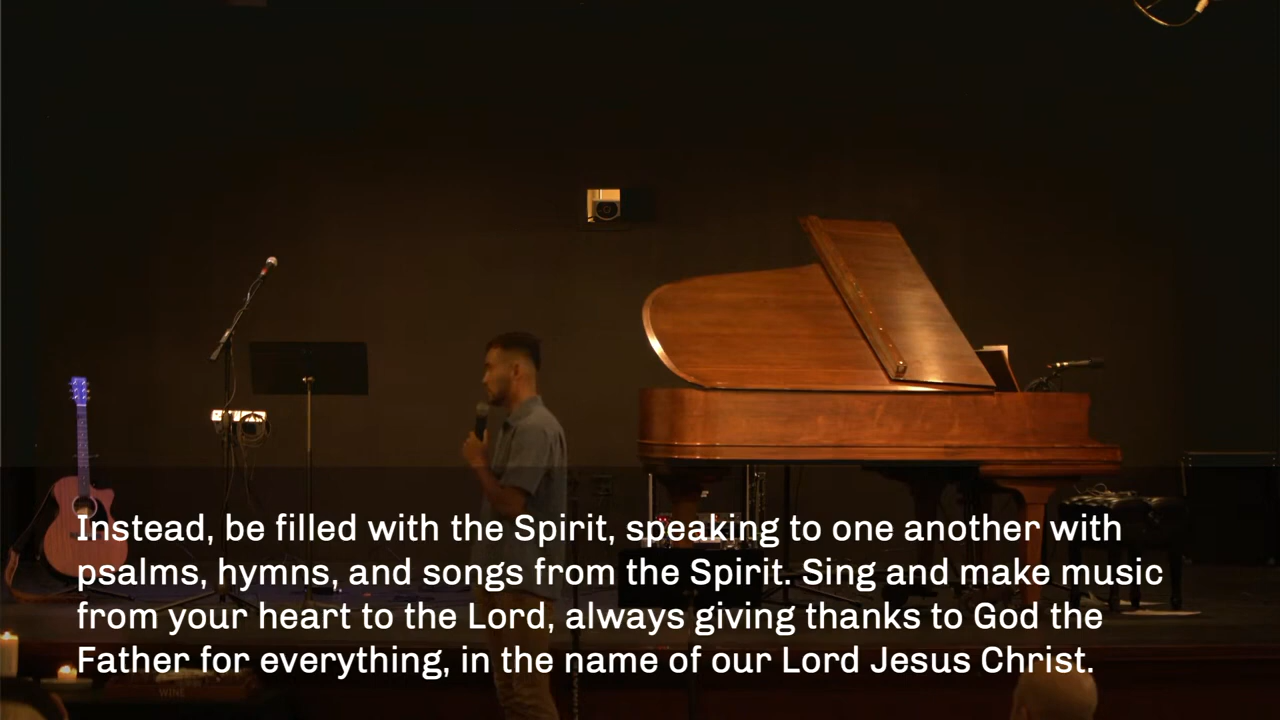 Instead, be filled with the Spirit, speaking to one another with
psalms, hymns, and songs from the Spirit. Sing and make music
from your heart to the Lord, always giving thanks to God the
Father for everything, in the name of our Lord Jesus Christ.
WINE